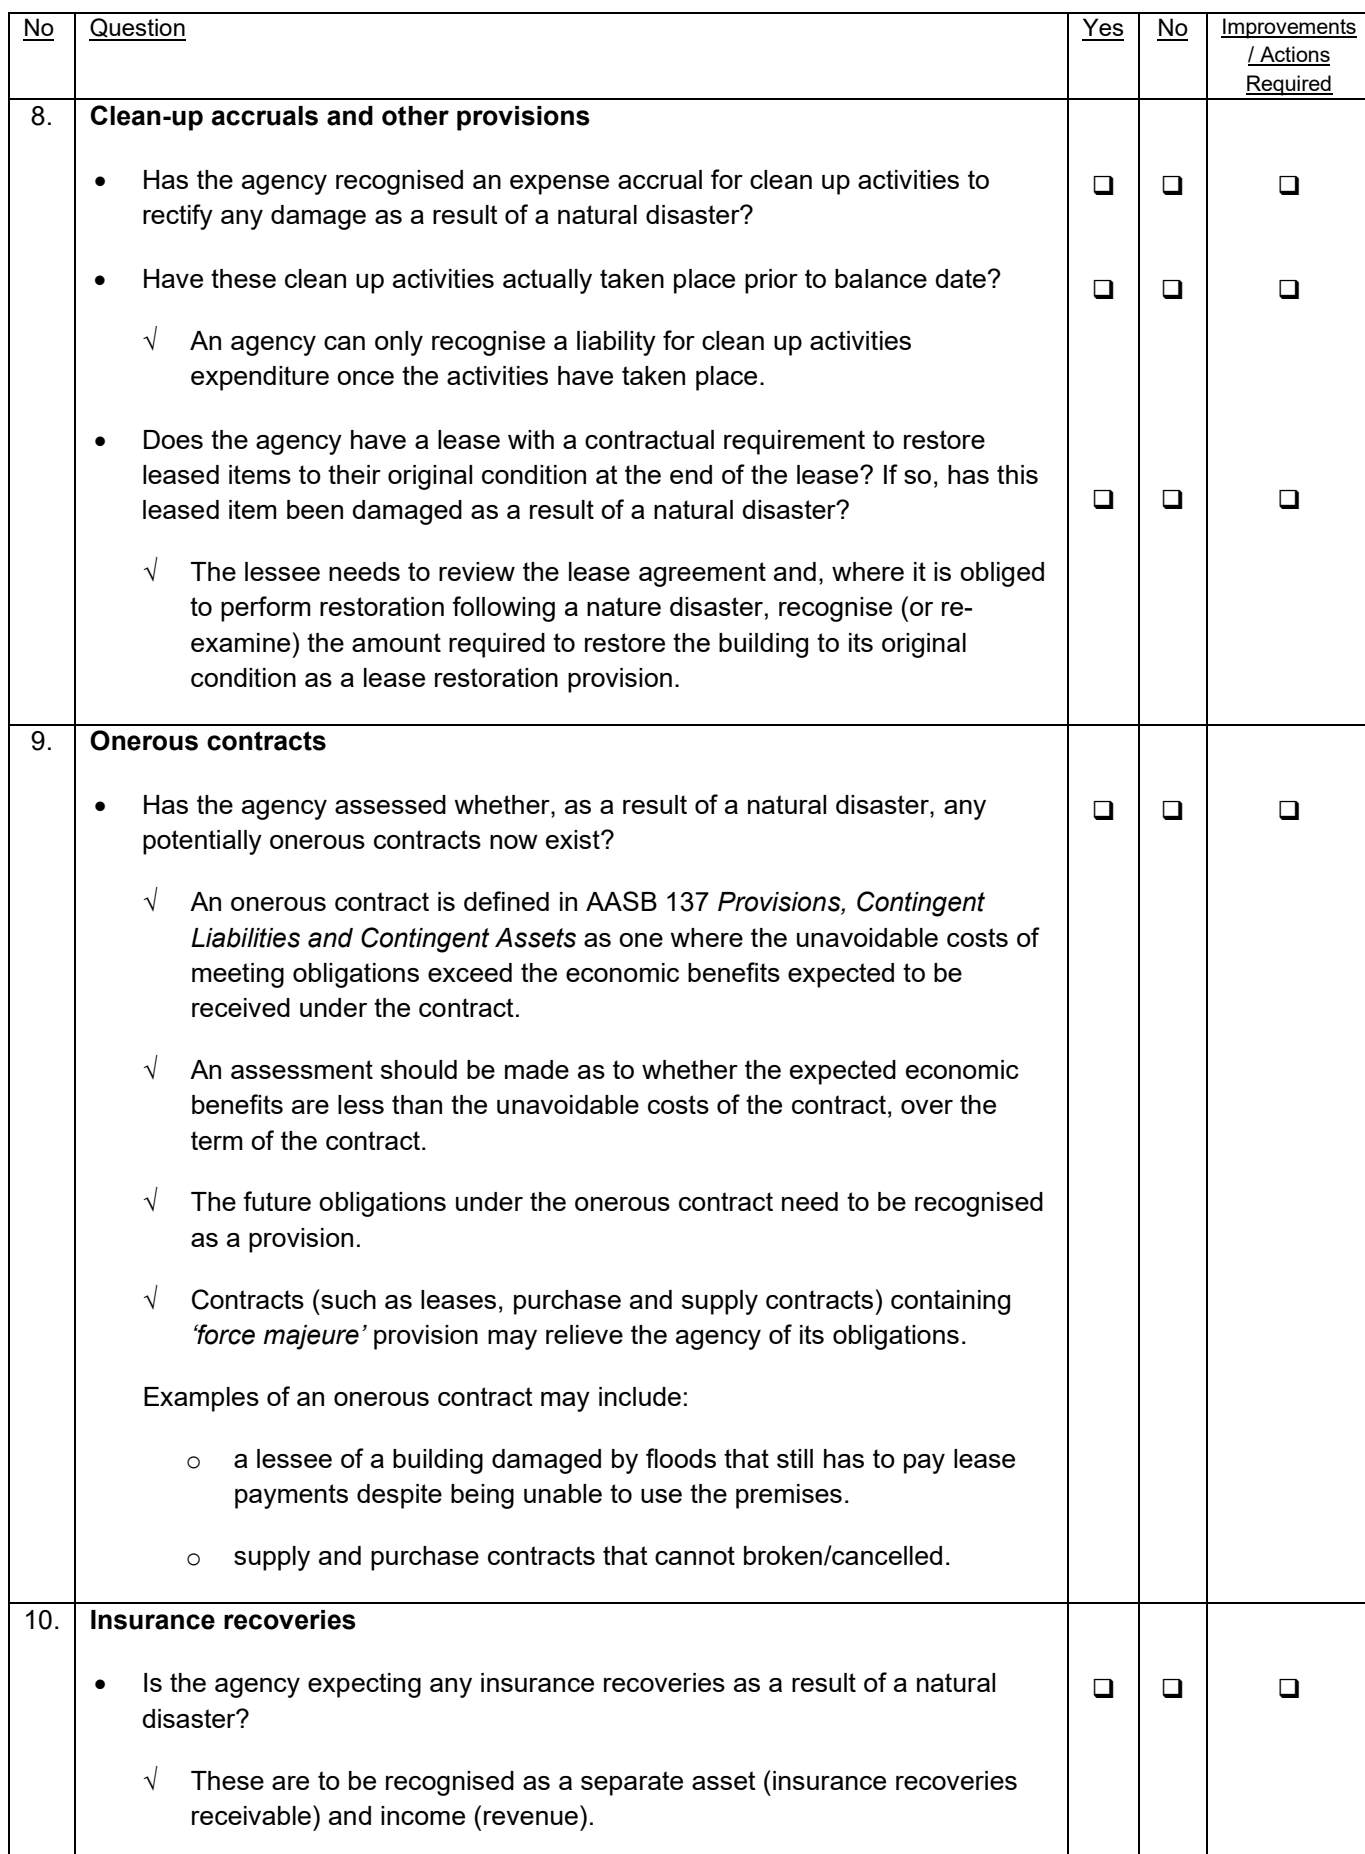 No Question Yes No Improvements
/ Actions
Required
8. Clean-up accruals and other provisions
• Has the agency recognised an expense accrual for clean up activities to
rectify any damage as a result of a natural disaster? ❑ ❑ ❑
• Have these clean up activities actually taken place prior to balance date? ❑ ❑ ❑
√ An agency can only recognise a liability for clean up activities
expenditure once the activities have taken place.
• Does the agency have a lease with a contractual requirement to restore
leased items to their original condition at the end of the lease? If so, has this
leased item been damaged as a result of a natural disaster? ❑ ❑ ❑
√ The lessee needs to review the lease agreement and, where it is obliged
to perform restoration following a nature disaster, recognise (or re-
examine) the amount required to restore the building to its original
condition as a lease restoration provision.
9. Onerous contracts
• Has the agency assessed whether, as a result of a natural disaster, any ❑ ❑ ❑
potentially onerous contracts now exist?
√ An onerous contract is defined in AASB 137 Provisions, Contingent
Liabilities and Contingent Assets as one where the unavoidable costs of
meeting obligations exceed the economic benefits expected to be
received under the contract.
√ An assessment should be made as to whether the expected economic
benefits are less than the unavoidable costs of the contract, over the
term of the contract.
√ The future obligations under the onerous contract need to be recognised
as a provision.
√ Contracts (such as leases, purchase and supply contracts) containing
‘force majeure’ provision may relieve the agency of its obligations.
Examples of an onerous contract may include:
o a lessee of a building damaged by floods that still has to pay lease
payments despite being unable to use the premises.
o supply and purchase contracts that cannot broken/cancelled.
10. Insurance recoveries
• Is the agency expecting any insurance recoveries as a result of a natural ❑ ❑ ❑
disaster?
√ These are to be recognised as a separate asset (insurance recoveries
receivable) and income (revenue).